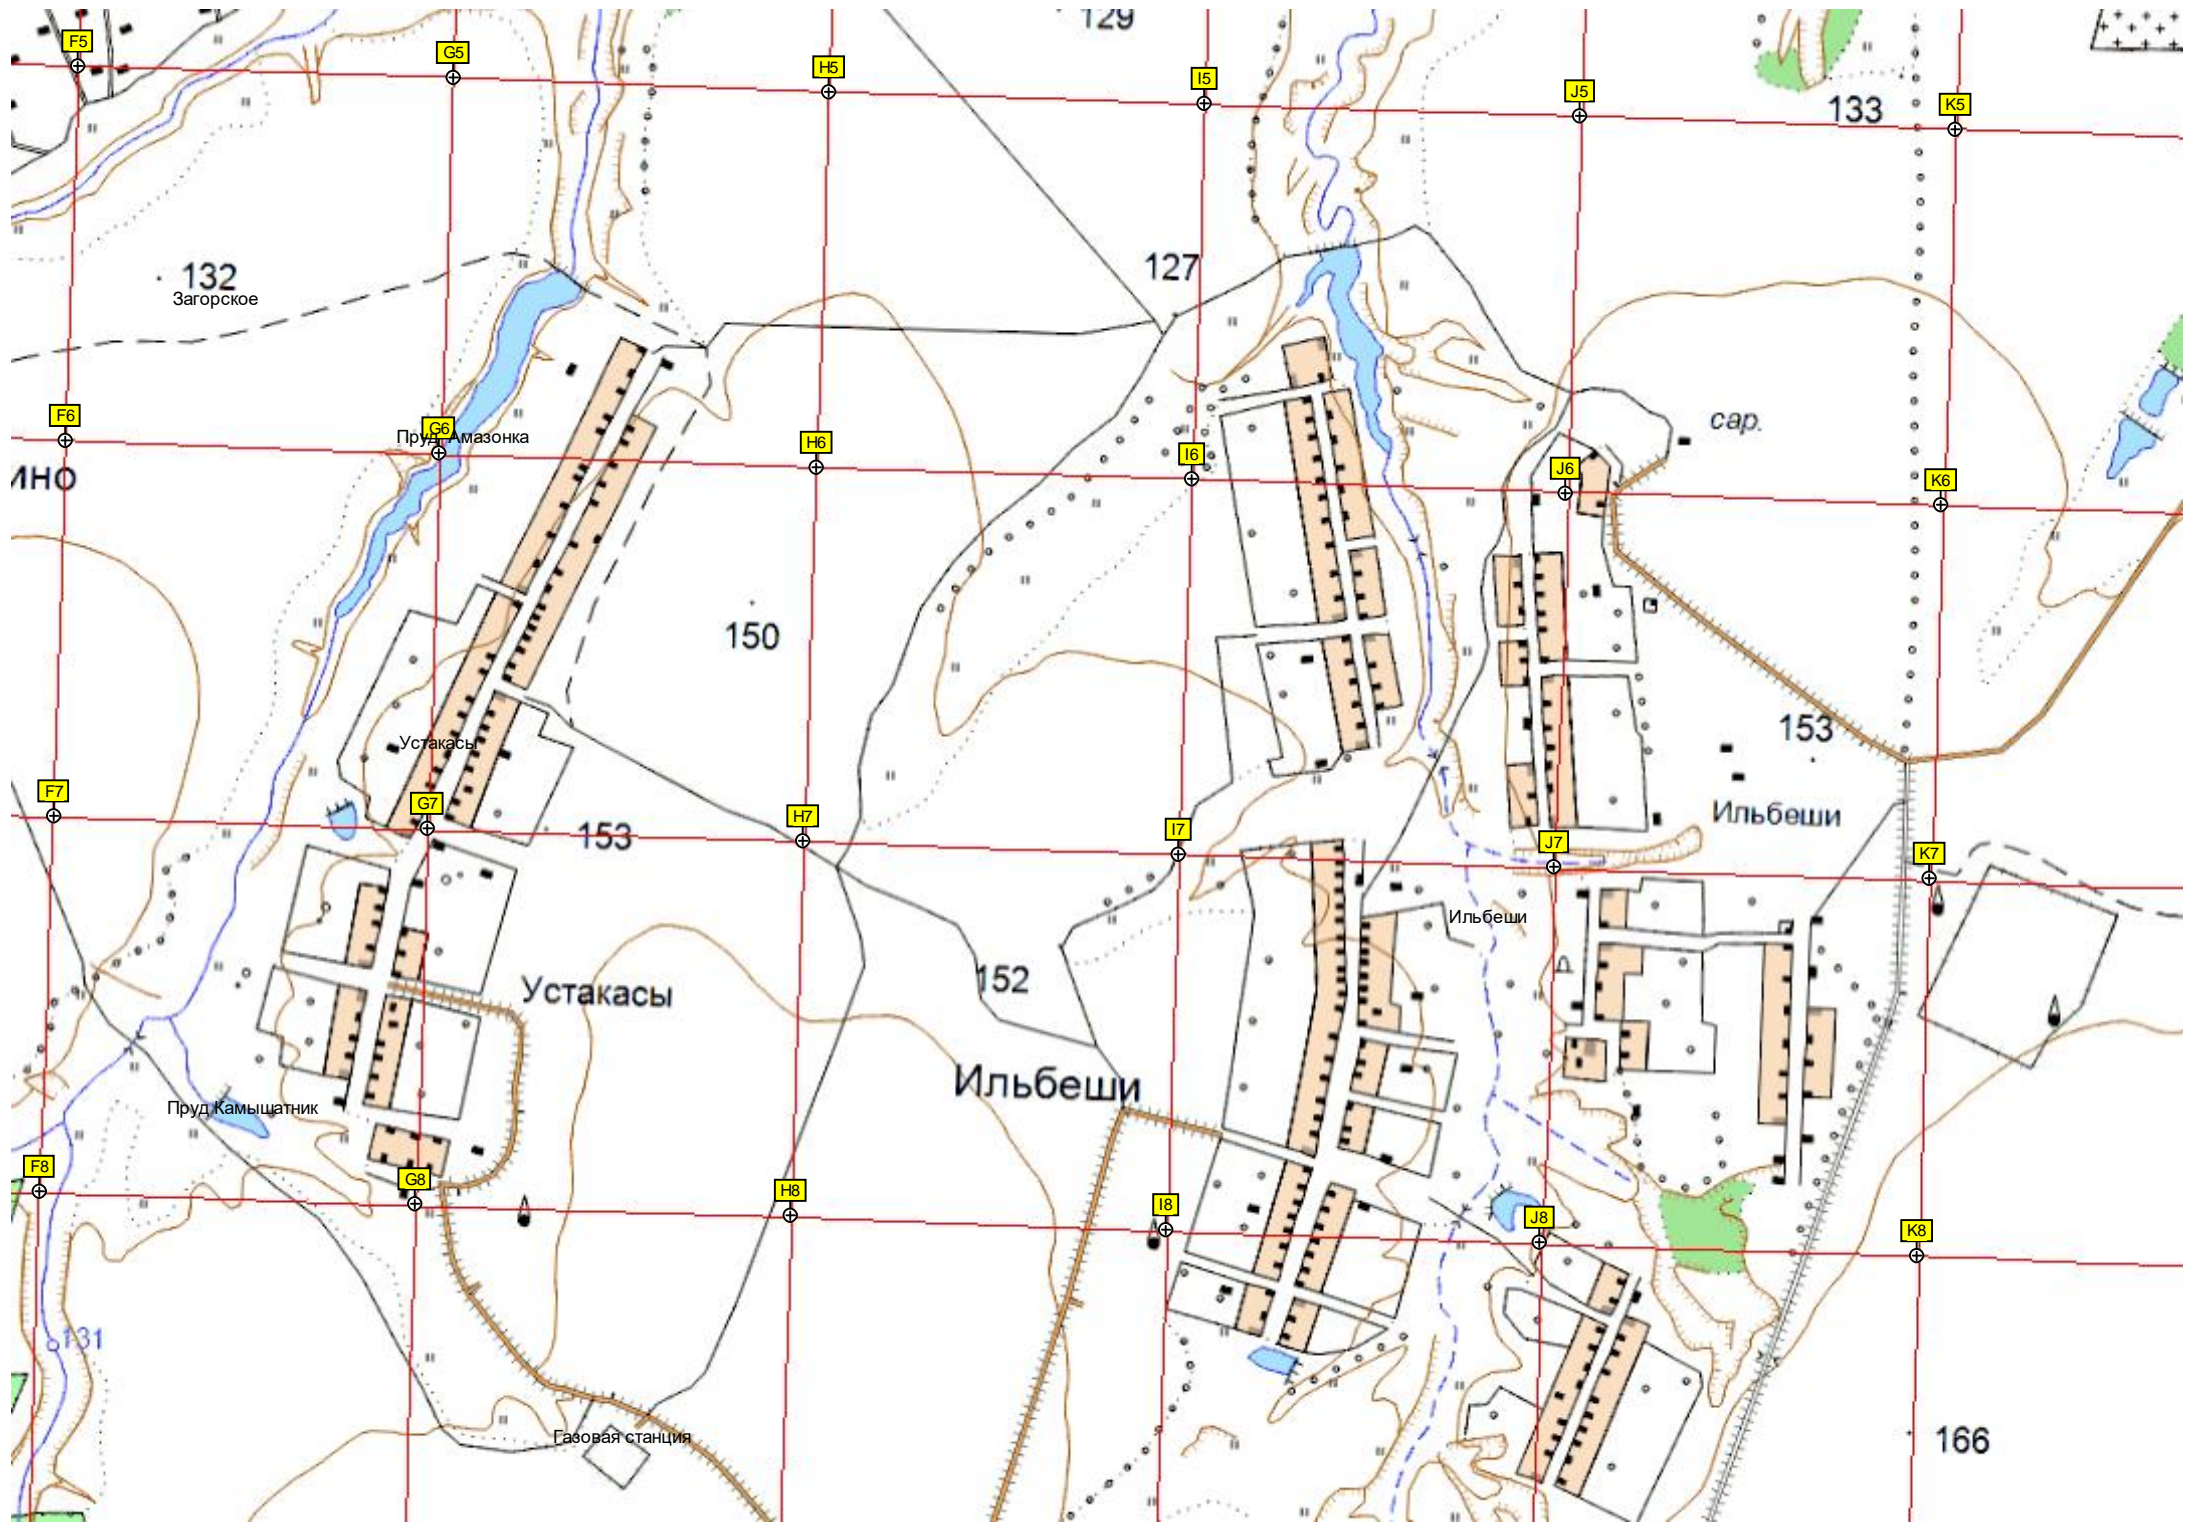 129
F5
G5
H5
I5
J5
K5
133
132
Загорское
127
F6
G6
Пруд Амазонка
H6
I6
J6
K6
сар.
ино
150
Устакасы
153
F7
G7
H7
I7
J7
K7
153
Ильбеши
Ильбеши
Устакасы
152
Ильбеши
Пруд Камышатник
F8
G8
H8
I8
J8
K8
131
Газовая станция
166